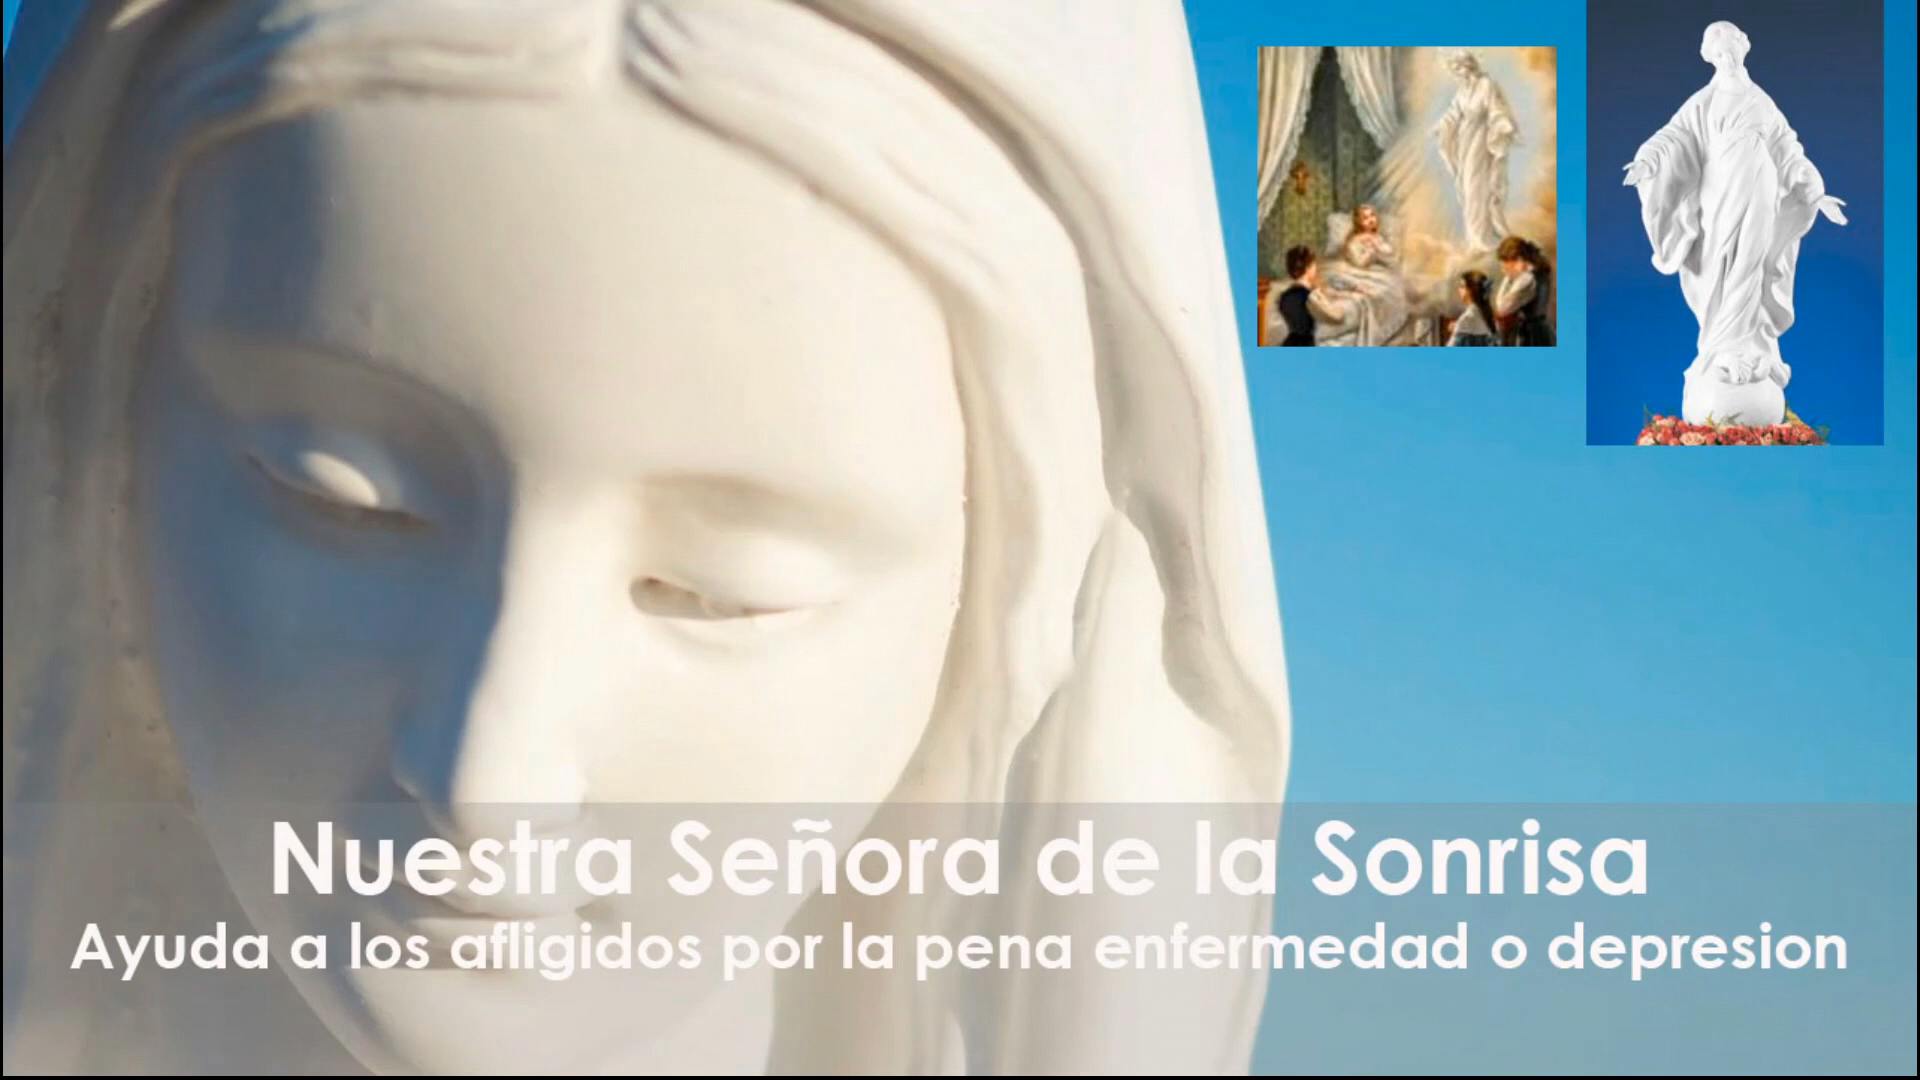 Nuestra Señora de la Sonrisa
Ayuda a los afligidos por la pena enfermedad o depresion